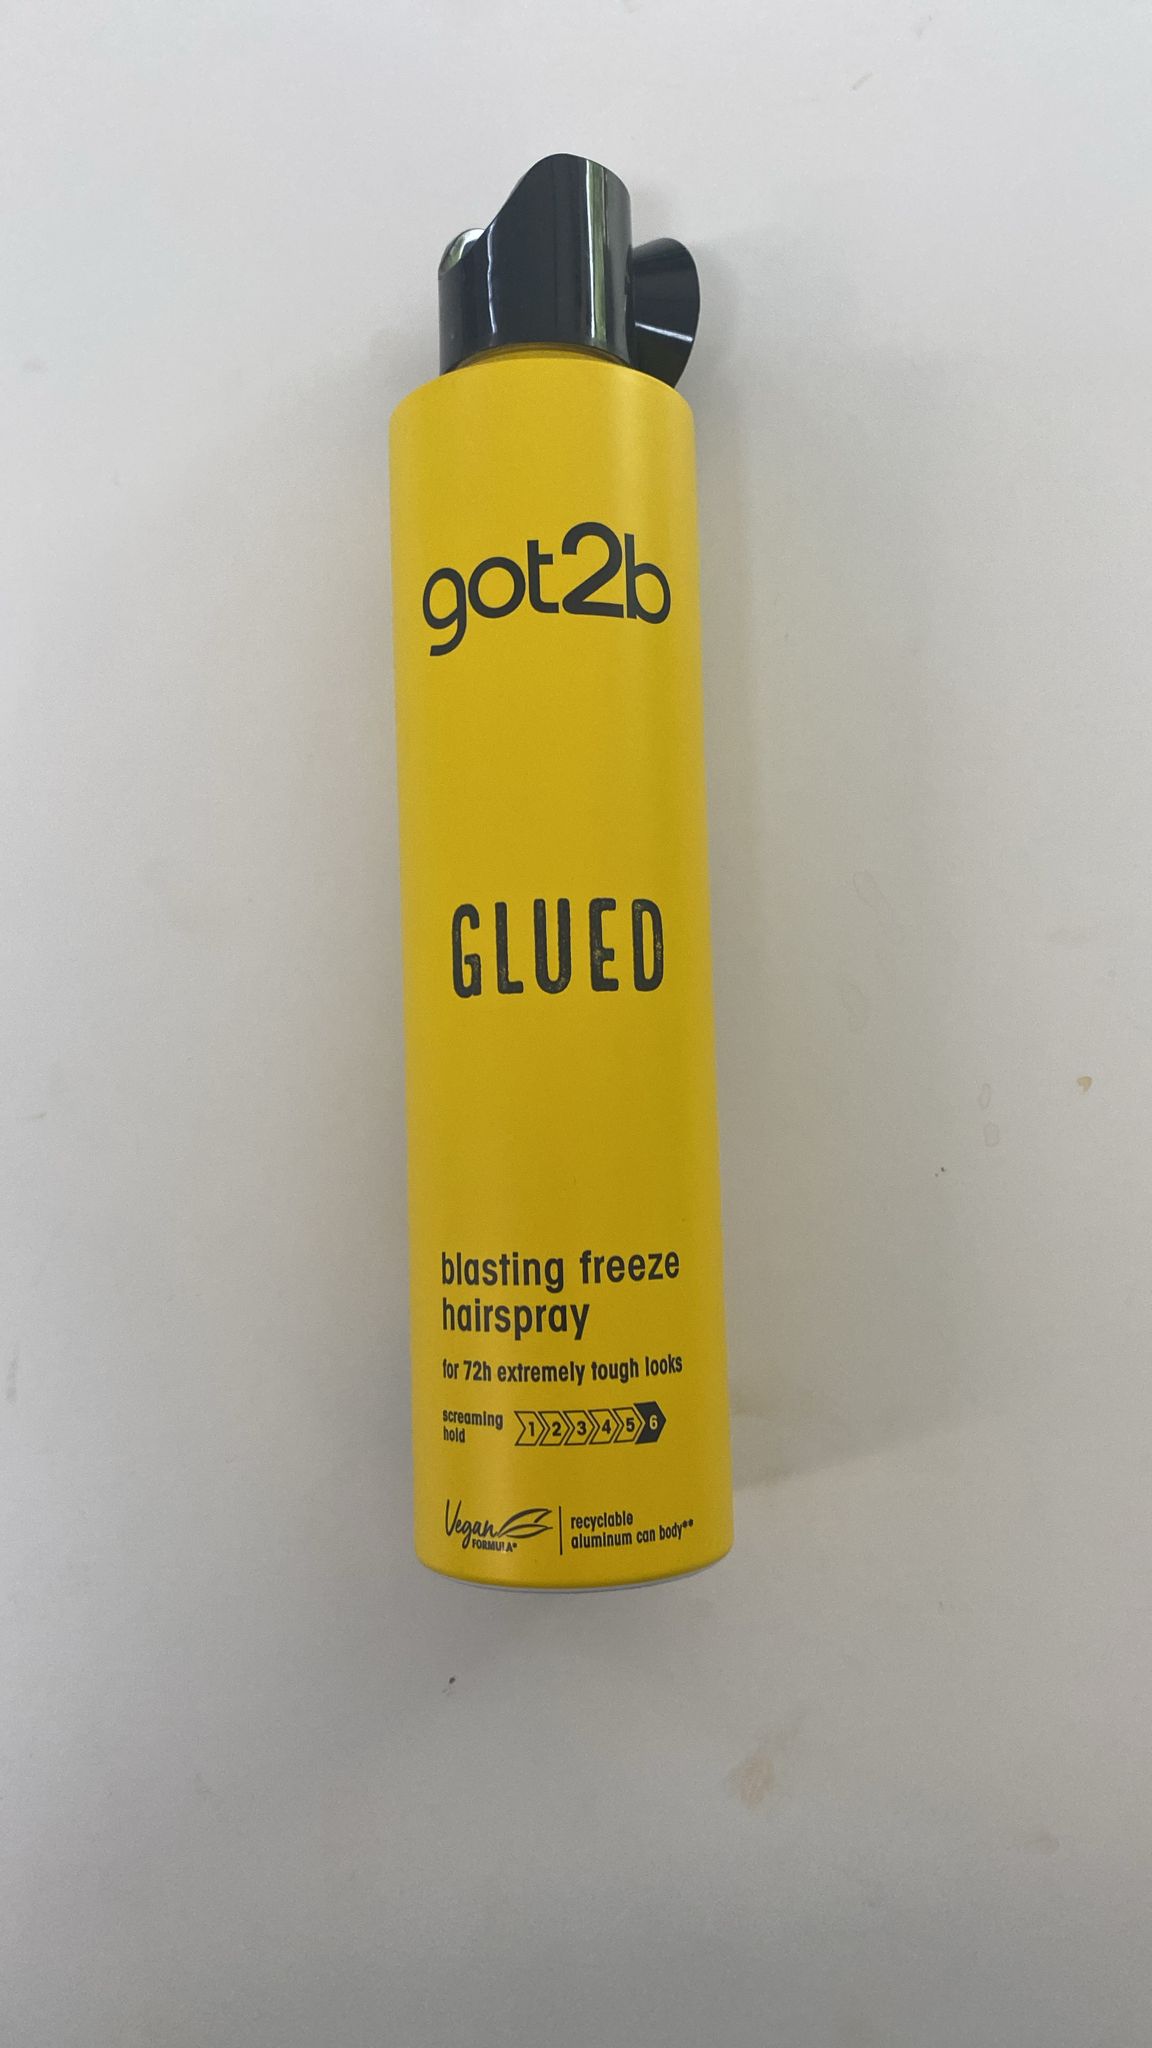 got2b
GLUED
blasting freeze
hairspray
for 72h extremely tough looks
screaming
hold
1 2 3 4 5 6
Vegan
FORMULA*
recyclable
aluminum can body**